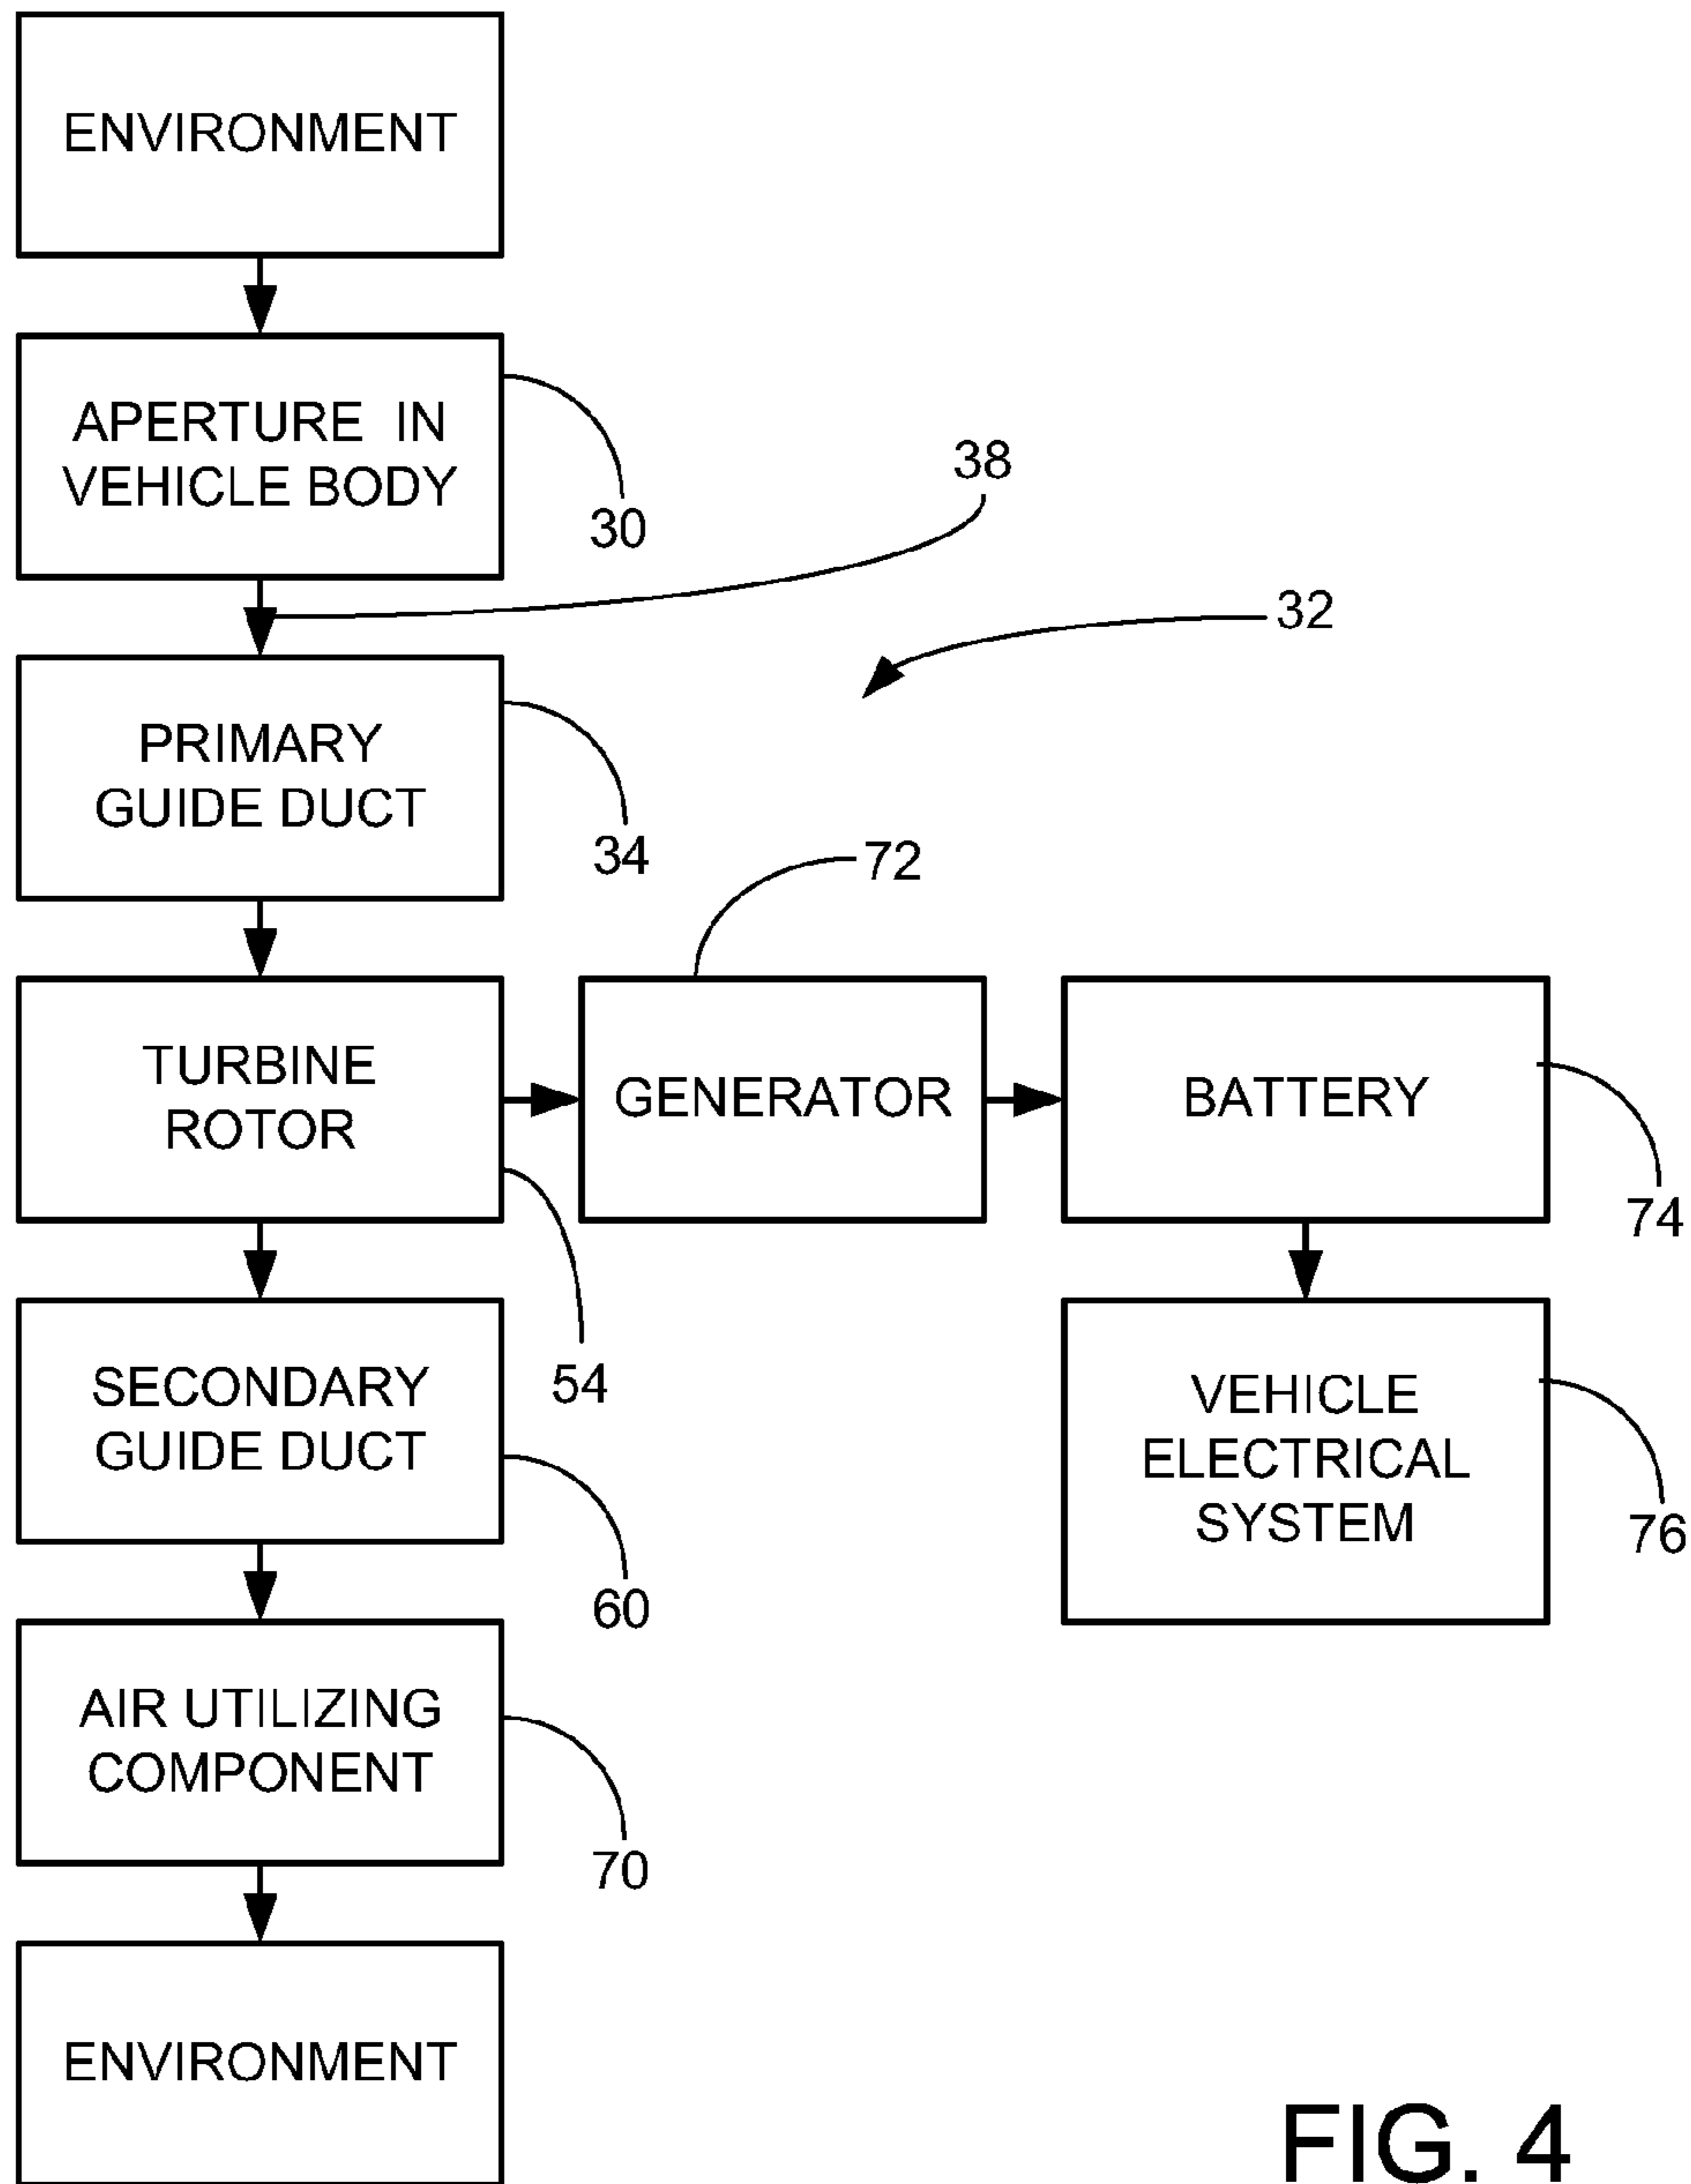 ENVIRONMENT
APERTURE IN
VEHICLE BODY
30
38
32
PRIMARY
GUIDE DUCT
34
72
TURBINE
ROTOR
GENERATOR
BATTERY
74
54
SECONDARY
GUIDE DUCT
60
VEHICLE
ELECTRICAL
SYSTEM
76
AIR UTILIZING
COMPONENT
70
ENVIRONMENT
FIG. 4